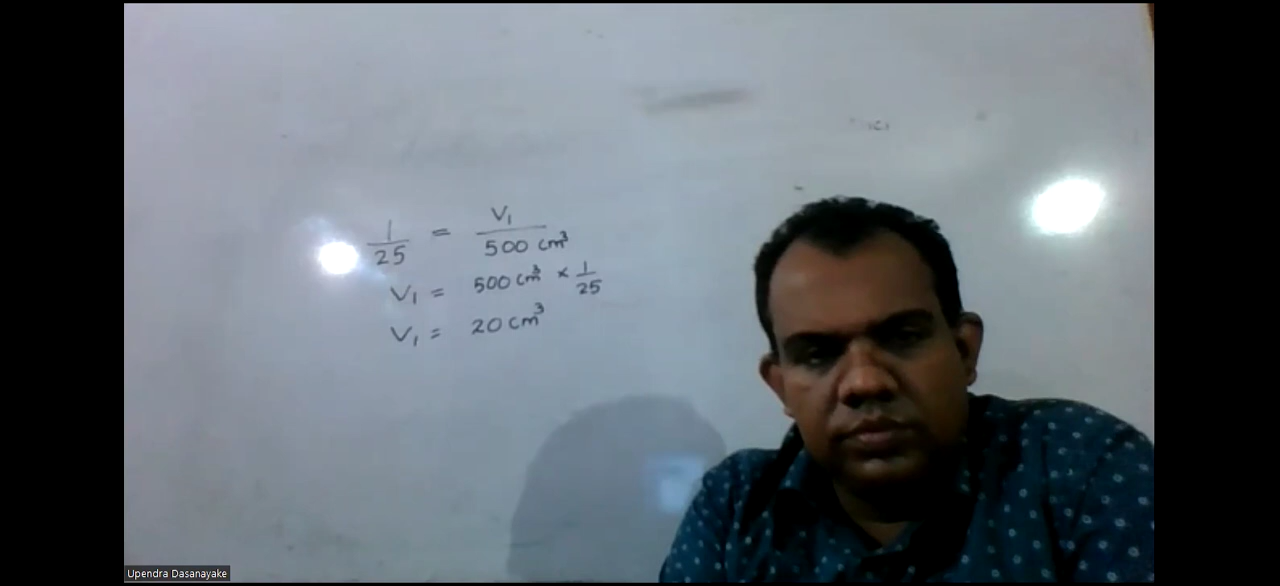 1/25 = V₁/500 cm³
V₁ = 500 cm³ × 1/25
V₁ = 20 cm³
Upendra Dasanayake